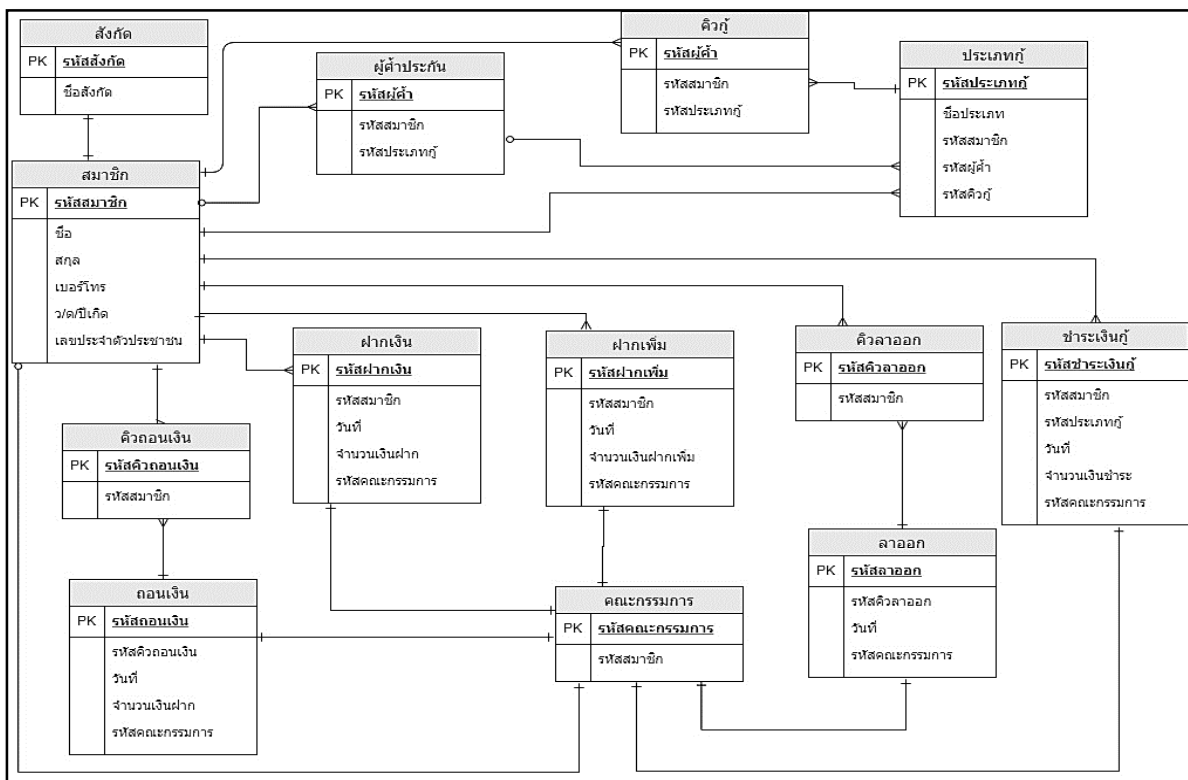 สังกัด
PK รหัสสังกัด
ชื่อสังกัด
ผู้ค้ำประกัน
PK รหัสผู้ค้ำ
รหัสสมาชิก
รหัสประเภทกู้
คิวกู้
PK รหัสผู้ค้ำ
รหัสสมาชิก
รหัสประเภทกู้
ประเภทกู้
PK รหัสประเภทกู้
ชื่อประเภท
รหัสสมาชิก
รหัสผู้ค้ำ
รหัสคิวกู้
สมาชิก
PK รหัสสมาชิก
ชื่อ
สกุล
เบอร์โทร
ว/ด/ปีเกิด
เลขประจำตัวประชาชน
ฝากเงิน
PK รหัสฝากเงิน
รหัสสมาชิก
วันที่
จำนวนเงินฝาก
รหัสคณะกรรมการ
ฝากเพิ่ม
PK รหัสฝากเพิ่ม
รหัสสมาชิก
วันที่
จำนวนเงินฝากเพิ่ม
รหัสคณะกรรมการ
คิวลาออก
PK รหัสคิวลาออก
รหัสสมาชิก
ชำระเงินกู้
PK รหัสชำระเงินกู้
รหัสสมาชิก
รหัสประเภทกู้
วันที่
จำนวนเงินชำระ
รหัสคณะกรรมการ
คิวถอนเงิน
PK รหัสคิวถอนเงิน
รหัสสมาชิก
ถอนเงิน
PK รหัสถอนเงิน
รหัสคิวถอนเงิน
วันที่
จำนวนเงินฝาก
รหัสคณะกรรมการ
คณะกรรมการ
PK รหัสคณะกรรมการ
รหัสสมาชิก
ลาออก
PK รหัสลาออก
รหัสคิวลาออก
วันที่
รหัสคณะกรรมการ